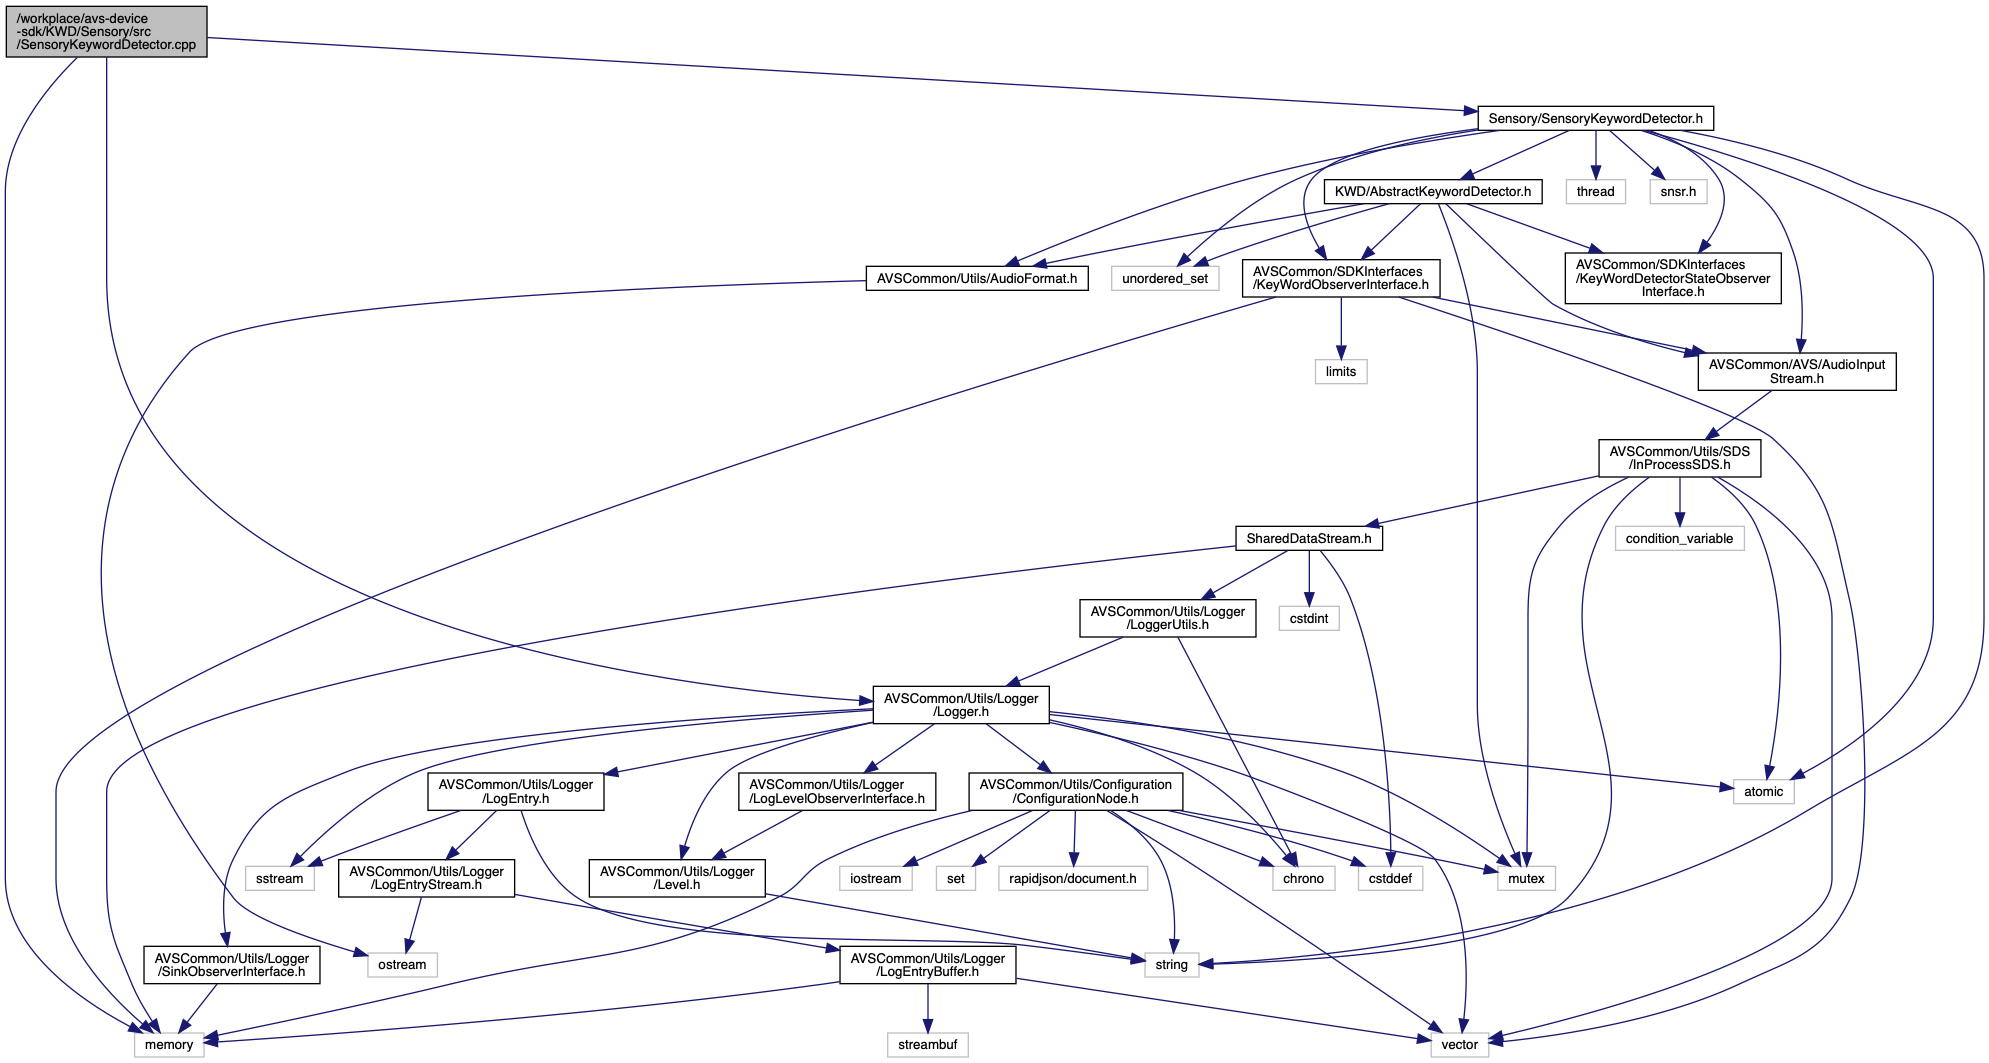 /workplace/avs-device
-sdk/KWD/Sensory/src
/SensoryKeywordDetector.cpp
Sensory/SensoryKeywordDetector.h
KWD/AbstractKeywordDetector.h
thread
snsr.h
AVSCommon/Utils/AudioFormat.h
unordered_set
AVSCommon/SDKInterfaces
/KeyWordObserverInterface.h
AVSCommon/SDKInterfaces
/KeyWordDetectorStateObserver
Interface.h
limits
AVSCommon/AVS/AudioInput
Stream.h
AVSCommon/Utils/SDS
/InProcessSDS.h
SharedDataStream.h
condition_variable
AVSCommon/Utils/Logger
/LoggerUtils.h
cstdint
AVSCommon/Utils/Logger
/Logger.h
AVSCommon/Utils/Logger
/LogEntry.h
AVSCommon/Utils/Logger
/LogLevelObserverInterface.h
AVSCommon/Utils/Configuration
/ConfigurationNode.h
atomic
sstream
AVSCommon/Utils/Logger
/LogEntryStream.h
AVSCommon/Utils/Logger
/Level.h
iostream
set
rapidjson/document.h
chrono
cstddef
mutex
AVSCommon/Utils/Logger
/SinkObserverInterface.h
ostream
AVSCommon/Utils/Logger
/LogEntryBuffer.h
string
memory
streambuf
vector